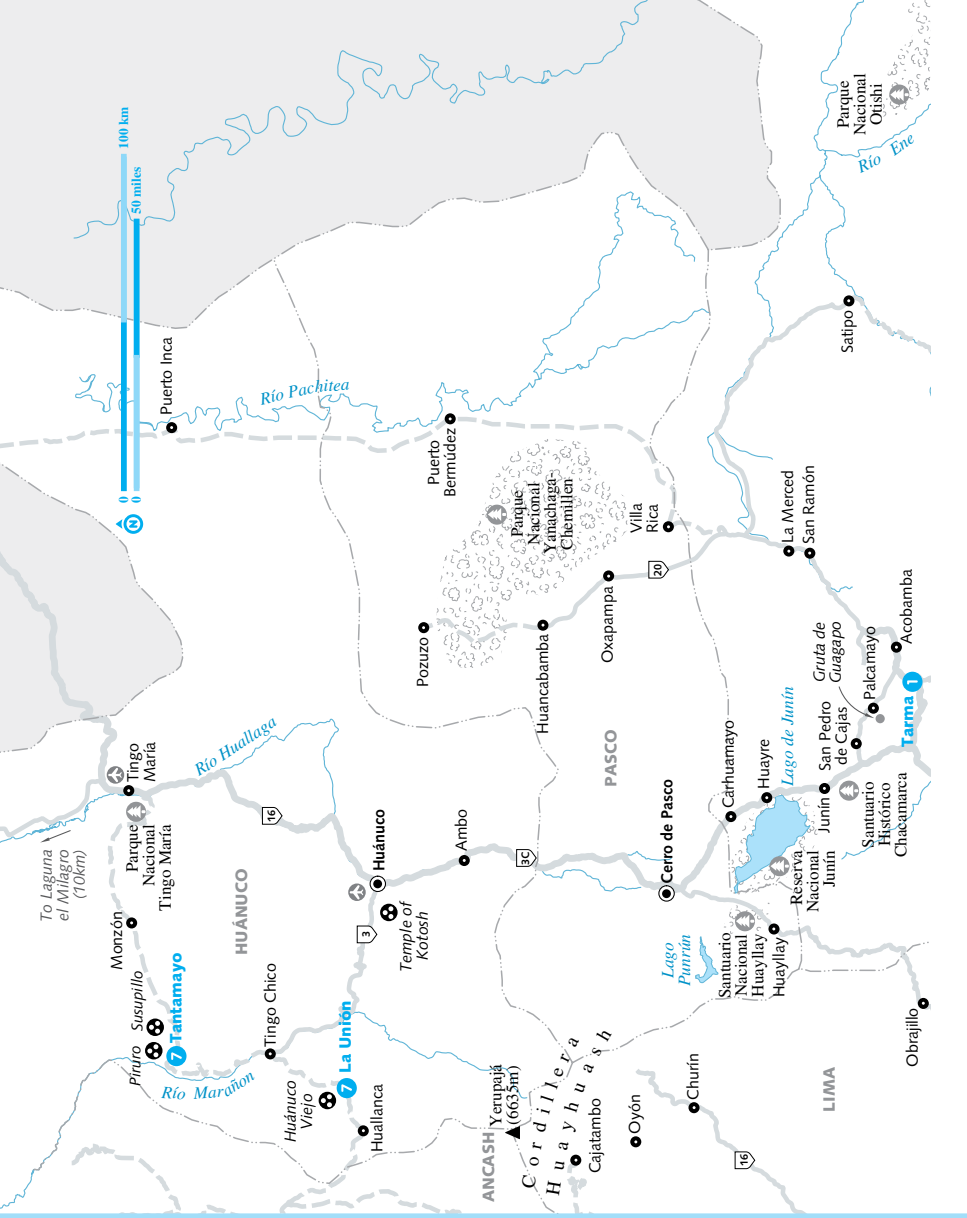 0
100 km
0
50 miles
N
Parque
Nacional
Otishi
Río Ene
Puerto Inca
Río Pachitea
Satipo
Puerto
Bermúdez
Parque
Nacional
Yanachaga-
Chemillen
Villa
Rica
La Merced
San Ramón
20
Pozuzo
Oxapampa
Huancabamba
Gruta de
Guagapo
Palcamayo
Acobamba
Tarma 1
San Pedro
de Cajas
Lago de Junín
Huayre
Carhuamayo
Junín
Santuario
Histórico
Chacamarca
PASCO
Tingo
María
Río Huallaga
16
To Laguna
el Milagro
(10km)
Parque
Nacional
Tingo María
Huánuco
Ambo
3C
Cerro de Pasco
Reserva
Nacional
Junín
Monzón
HUÁNUCO
3
Temple of
Kotosh
Lago
Punrún
Santuario
Nacional
Huayllay
Huayllay
Piruro
Susupillo
7 Tantamayo
Tingo Chico
Río Marañon
7 La Unión
Huánuco
Viejo
Huallanca
Obrajillo
ANCASH
Yerupajá
(6635m)
Cordillera
Huayhuash
Cajatambo
Oyón
Churín
LIMA
16